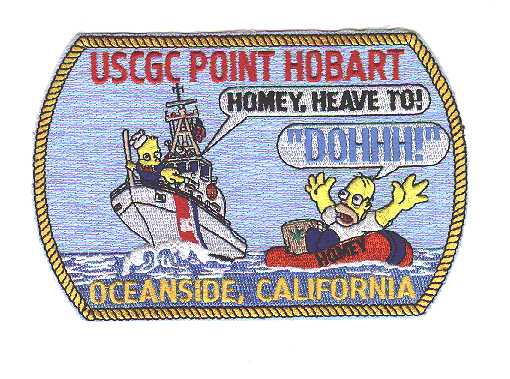 USCGC POINT HOBART
HOMEY, HEAVE TO!
"DOHHH!"
HOMEY
OCEANSIDE, CALIFORNIA